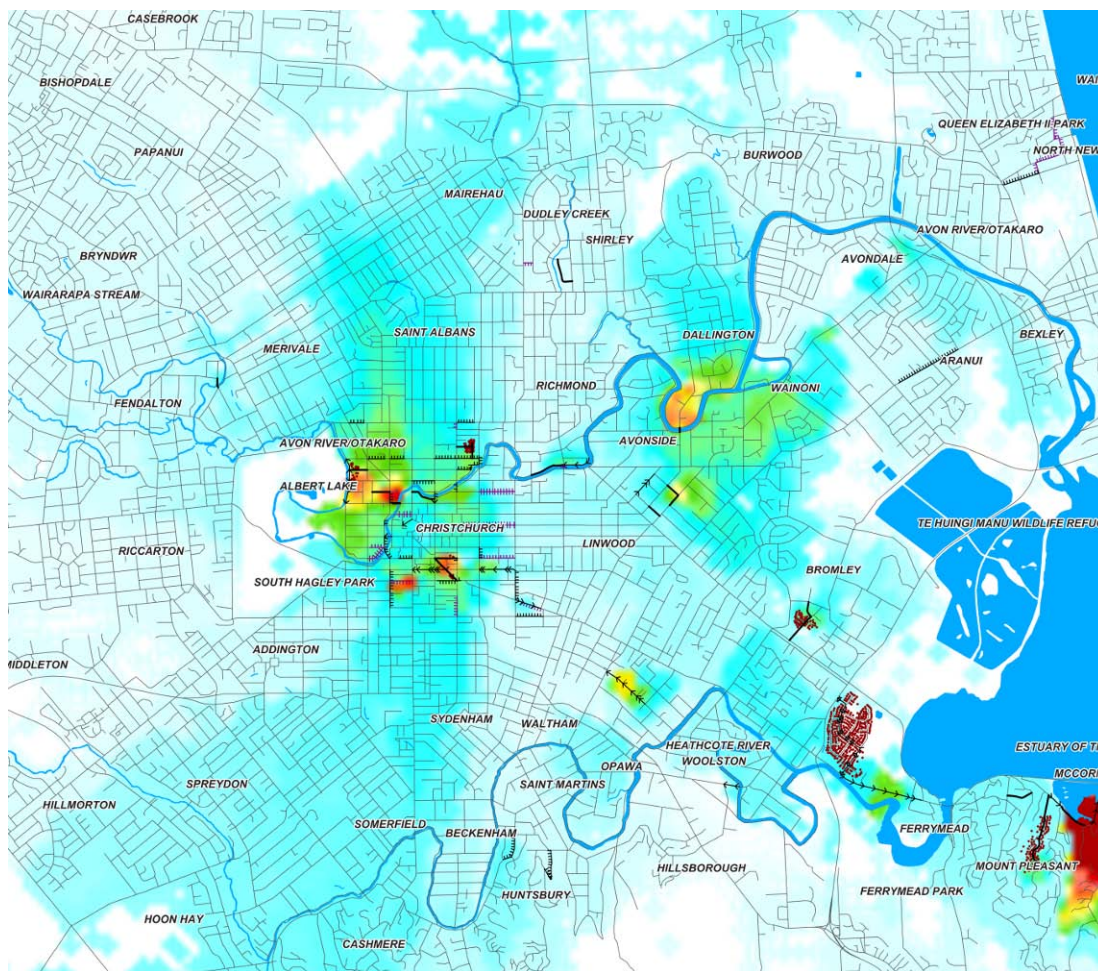 CASEBROOK
BISHOPDALE
QUEEN ELIZABETH II PARK
PAPANUI
NORTH NEW
BURWOOD
MAIREHAU
DUDLEY CREEK
SHIRLEY
AVON RIVER/OTAKARO
BRYNDWR
AVONDALE
WAIRARAPA STREAM
SAINT ALBANS
DALLINGTON
BEXLEY
MERIVALE
ARANUI
RICHMOND
WAINONI
FENDALTON
AVON RIVER/OTAKARO
AVONSIDE
ALBERT LAKE
CHRISTCHURCH
TE HUINGI MANU WILDLIFE REFUG
LINWOOD
RICCARTON
BROMLEY
SOUTH HAGLEY PARK
ADDINGTON
MIDDLETON
SYDENHAM
WALTHAM
HEATHCOTE RIVER
ESTUARY OF TH
WOOLSTON
OPAWA
MCCOR
SPREYDON
SAINT MARTINS
HILLMORTON
SOMERFIELD
BECKENHAM
FERRYMEAD
HILLSBOROUGH
MOUNT PLEASANT
FERRYMEAD PARK
HUNTSBURY
HOON HAY
CASHMERE